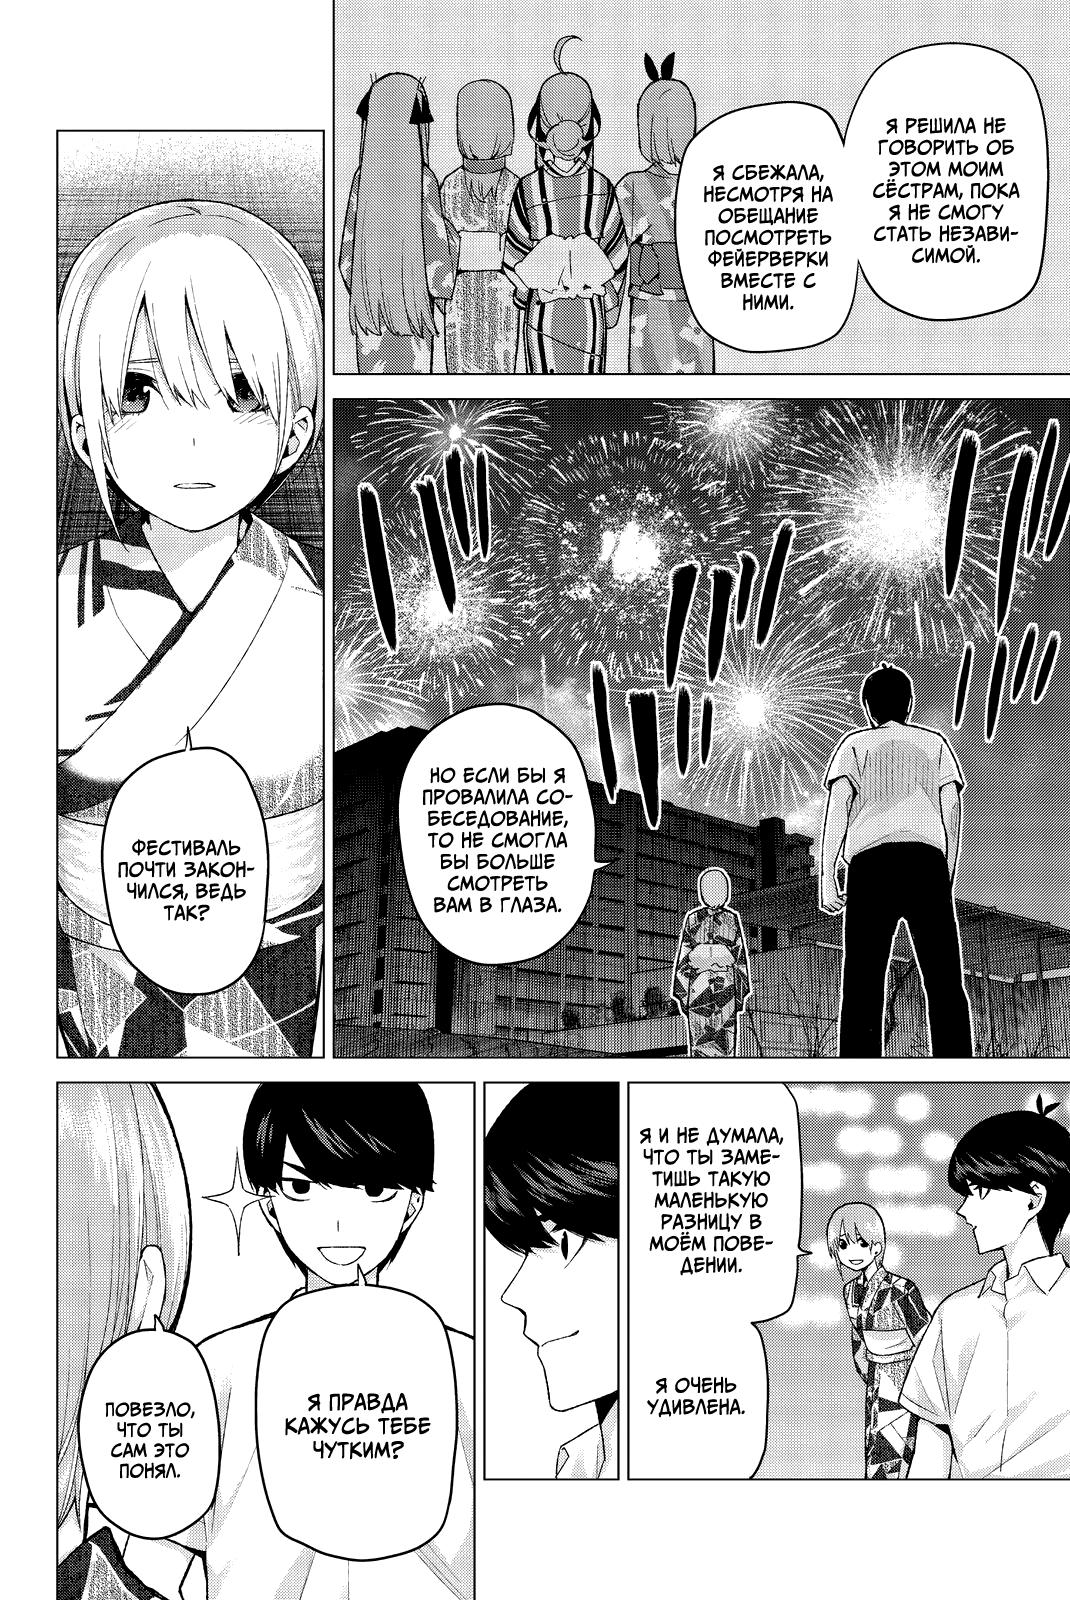 Я РЕШИЛА НЕ
ГОВОРИТЬ ОБ
ЭТОМ МОИМ
СЁСТРАМ, ПОКА
Я НЕ СМОГУ
СТАТЬ НЕЗАВИ-
СИМОЙ.
Я СБЕЖАЛА,
НЕСМОТРЯ НА
ОБЕЩАНИЕ
ПОСМОТРЕТЬ
ФЕЙЕРВЕРКИ
ВМЕСТЕ С
НИМИ.
НО ЕСЛИ БЫ Я
ПРОВАЛИЛА СО-
БЕСЕДОВАНИЕ,
ТО НЕ СМОГЛА
БЫ БОЛЬШЕ
СМОТРЕТЬ
ВАМ В ГЛАЗА.
ФЕСТИВАЛЬ
ПОЧТИ ЗАКОН-
ЧИЛСЯ, ВЕДЬ
ТАК?
Я И НЕ ДУМАЛА,
ЧТО ТЫ ЗАМЕ-
ТИШЬ ТАКУЮ
МАЛЕНЬКУЮ
РАЗНИЦУ В
МОЁМ ПОВЕ-
ДЕНИИ.
Я ОЧЕНЬ
УДИВЛЕНА.
Я ПРАВДА
КАЖУСЬ ТЕБЕ
ЧУТКИМ?
ПОВЕЗЛО,
ЧТО ТЫ
САМ ЭТО
ПОНЯЛ.